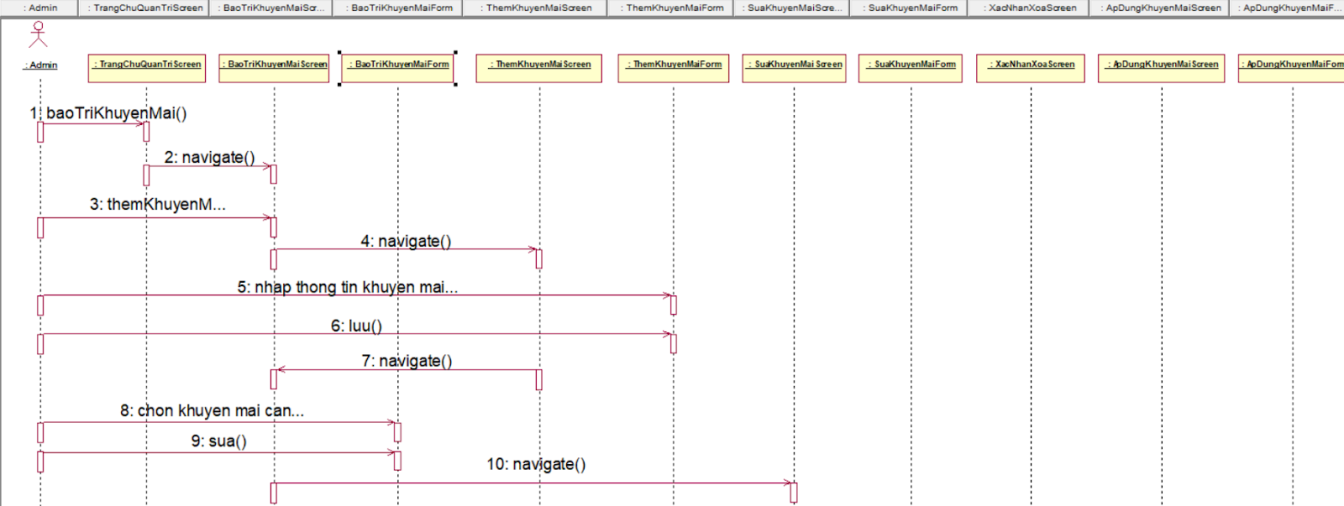 : Admin : TrangChuQuanTriScreen : BaoTriKhuyenMaiScr... : BaoTriKhuyenMaiForm : ThemKhuyenMaiScreen : ThemKhuyenMaiForm : SuaKhuyenMaiScre... : SuaKhuyenMaiForm : XacNhanXoaScreen : ApDungKhuyenMaiScreen : ApDungKhuyenMaiF...
: Admin : TrangChuQuanTriScreen : BaoTriKhuyenMaiScreen : BaoTriKhuyenMaiForm : ThemKhuyenMaiScreen : ThemKhuyenMaiForm : SuaKhuyenMaiScreen : SuaKhuyenMaiForm : XacNhanXoaScreen : ApDungKhuyenMaiScreen : ApDungKhuyenMaiForm
1: baoTriKhuyenMai()
2: navigate()
3: themKhuyenM...
4: navigate()
5: nhap thong tin khuyen mai...
6: luu()
7: navigate()
8: chon khuyen mai can...
9: sua()
10: navigate()